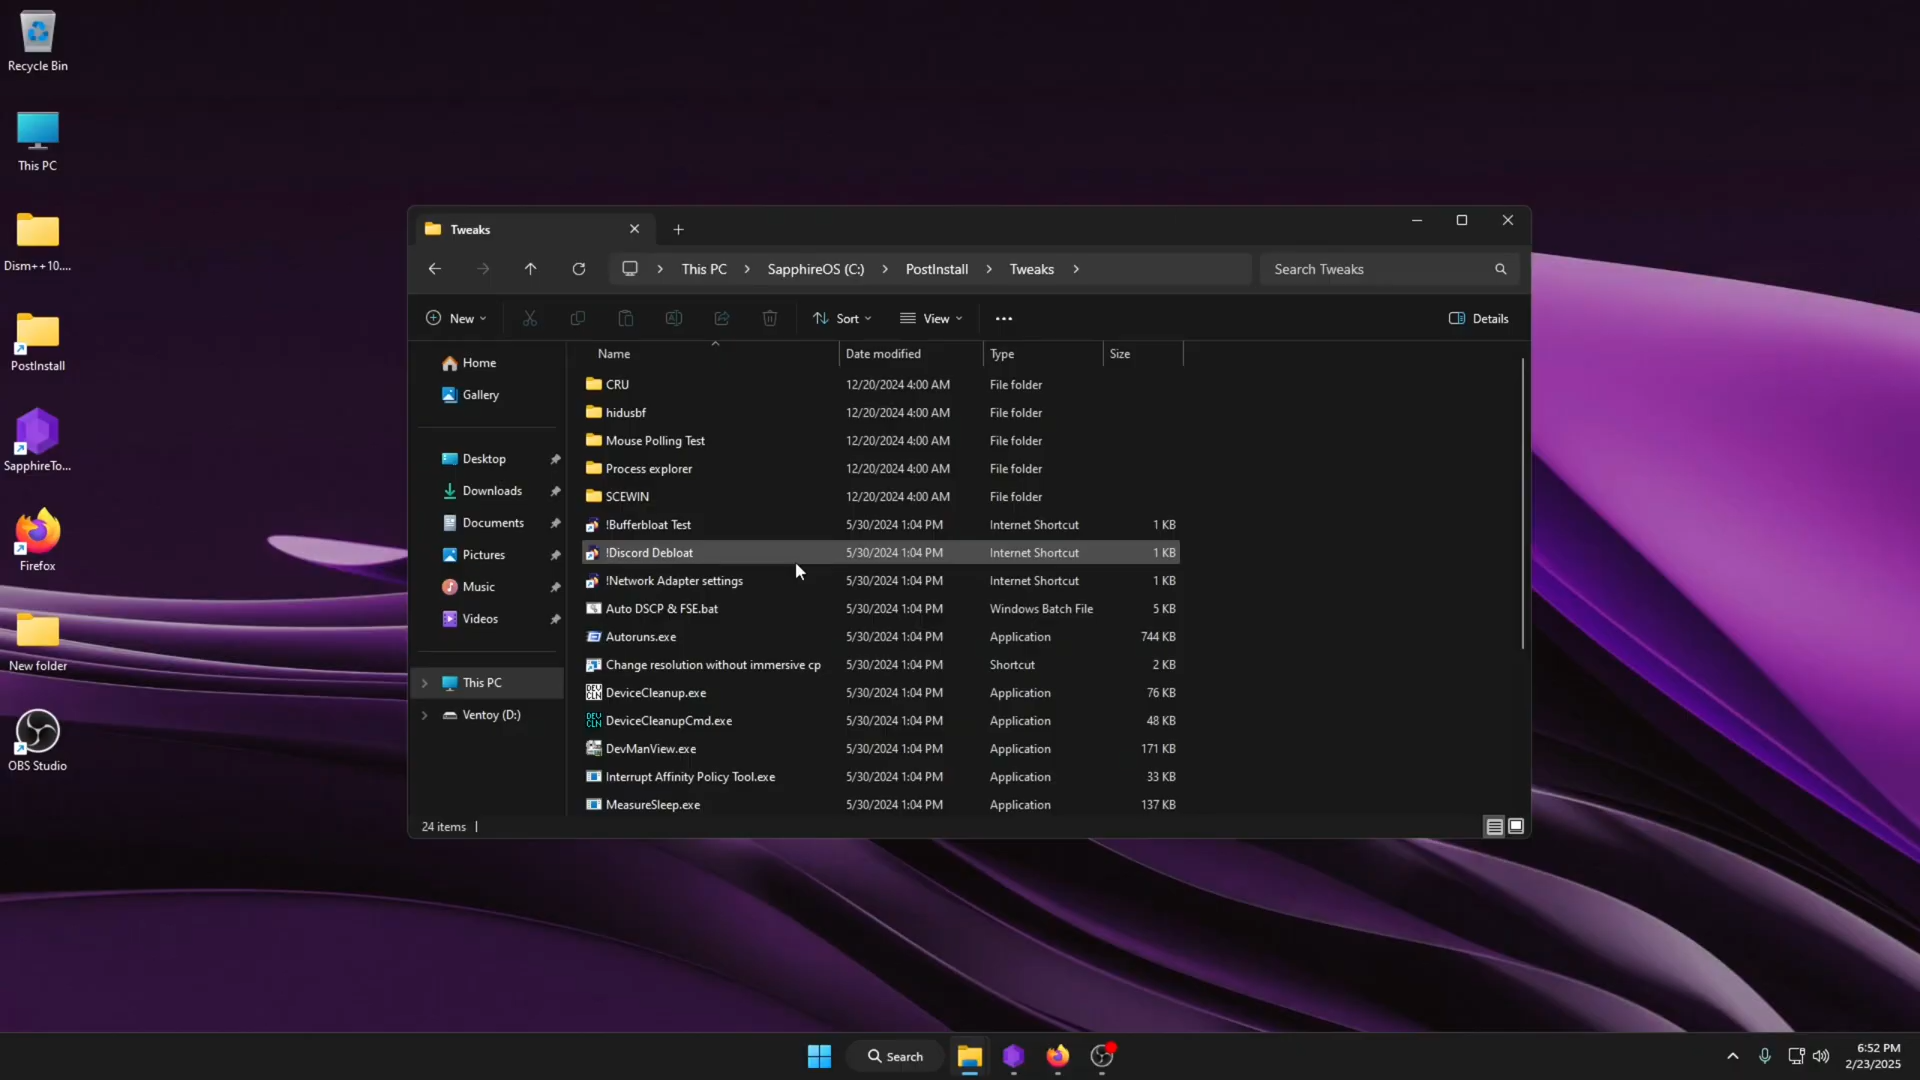 Recycle Bin
This PC
Dism++10....
PostInstall
SapphireTo...
Firefox
New folder
OBS Studio
Tweaks
This PC
SapphireOS (C:)
PostInstall
Tweaks
Search Tweaks
New
Sort
View
Details
Home
Gallery
Desktop
Downloads
Documents
Pictures
Music
Videos
This PC
Ventoy (D:)
Name Date modified Type Size
CRU 12/20/2024 4:00 AM File folder
hidusbf 12/20/2024 4:00 AM File folder
Mouse Polling Test 12/20/2024 4:00 AM File folder
Process explorer 12/20/2024 4:00 AM File folder
SCEWIN 12/20/2024 4:00 AM File folder
!Bufferbloat Test 5/30/2024 1:04 PM Internet Shortcut 1 KB
!Discord Debloat 5/30/2024 1:04 PM Internet Shortcut 1 KB
!Network Adapter settings 5/30/2024 1:04 PM Internet Shortcut 1 KB
Auto DSCP & FSE.bat 5/30/2024 1:04 PM Windows Batch File 5 KB
Autoruns.exe 5/30/2024 1:04 PM Application 744 KB
Change resolution without immersive cp 5/30/2024 1:04 PM Shortcut 2 KB
DeviceCleanup.exe 5/30/2024 1:04 PM Application 76 KB
DeviceCleanupCmd.exe 5/30/2024 1:04 PM Application 48 KB
DevManView.exe 5/30/2024 1:04 PM Application 171 KB
Interrupt Affinity Policy Tool.exe 5/30/2024 1:04 PM Application 33 KB
MeasureSleep.exe 5/30/2024 1:04 PM Application 137 KB
24 items
Search
6:52 PM
2/23/2025